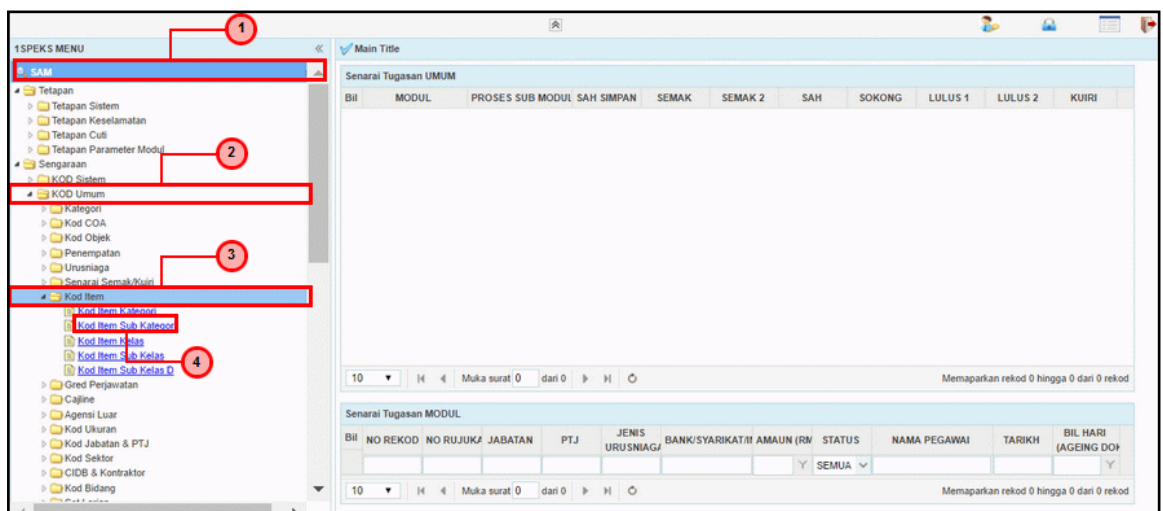 1
1SPEKS MENU
Main Title
SAM
Tetapan
Tetapan Sistem
Tetapan Keselamatan
Tetapan Cuti
Tetapan Parameter Modul
2
Sengaraan
KOD Sistem
KOD Umum
Kategori
Kod COA
Kod Objek
Penempatan
3
Urusniaga
Senarai Semak/Kuiri
Kod Item
Kod Item Kategori
Kod Item Sub Kategori
Kod Item Kelas
Kod Item Sub Kelas
4
Kod Item Sub Kelas D
Gred Perjawatan
Cajline
Agensi Luar
Kod Ukuran
Kod Jabatan & PTJ
Kod Sektor
CIDB & Kontraktor
Kod Bidang
Senarai Tugasan UMUM
Bil MODUL PROSES SUB MODUL SAH SIMPAN SEMAK SEMAK 2 SAH SOKONG LULUS 1 LULUS 2 KUIRI
10 Muka surat 0 dari 0 Memaparkan rekod 0 hingga 0 dari 0 rekod
Senarai Tugasan MODUL
Bil NO REKOD NO RUJUKA JABATAN PTJ JENIS URUSNIAGA BANK/SYARIKAT/II AMAUN (RM STATUS NAMA PEGAWAI TARIKH BIL HARI (AGEING DOK
SEMUA
10 Muka surat 0 dari 0 Memaparkan rekod 0 hingga 0 dari 0 rekod